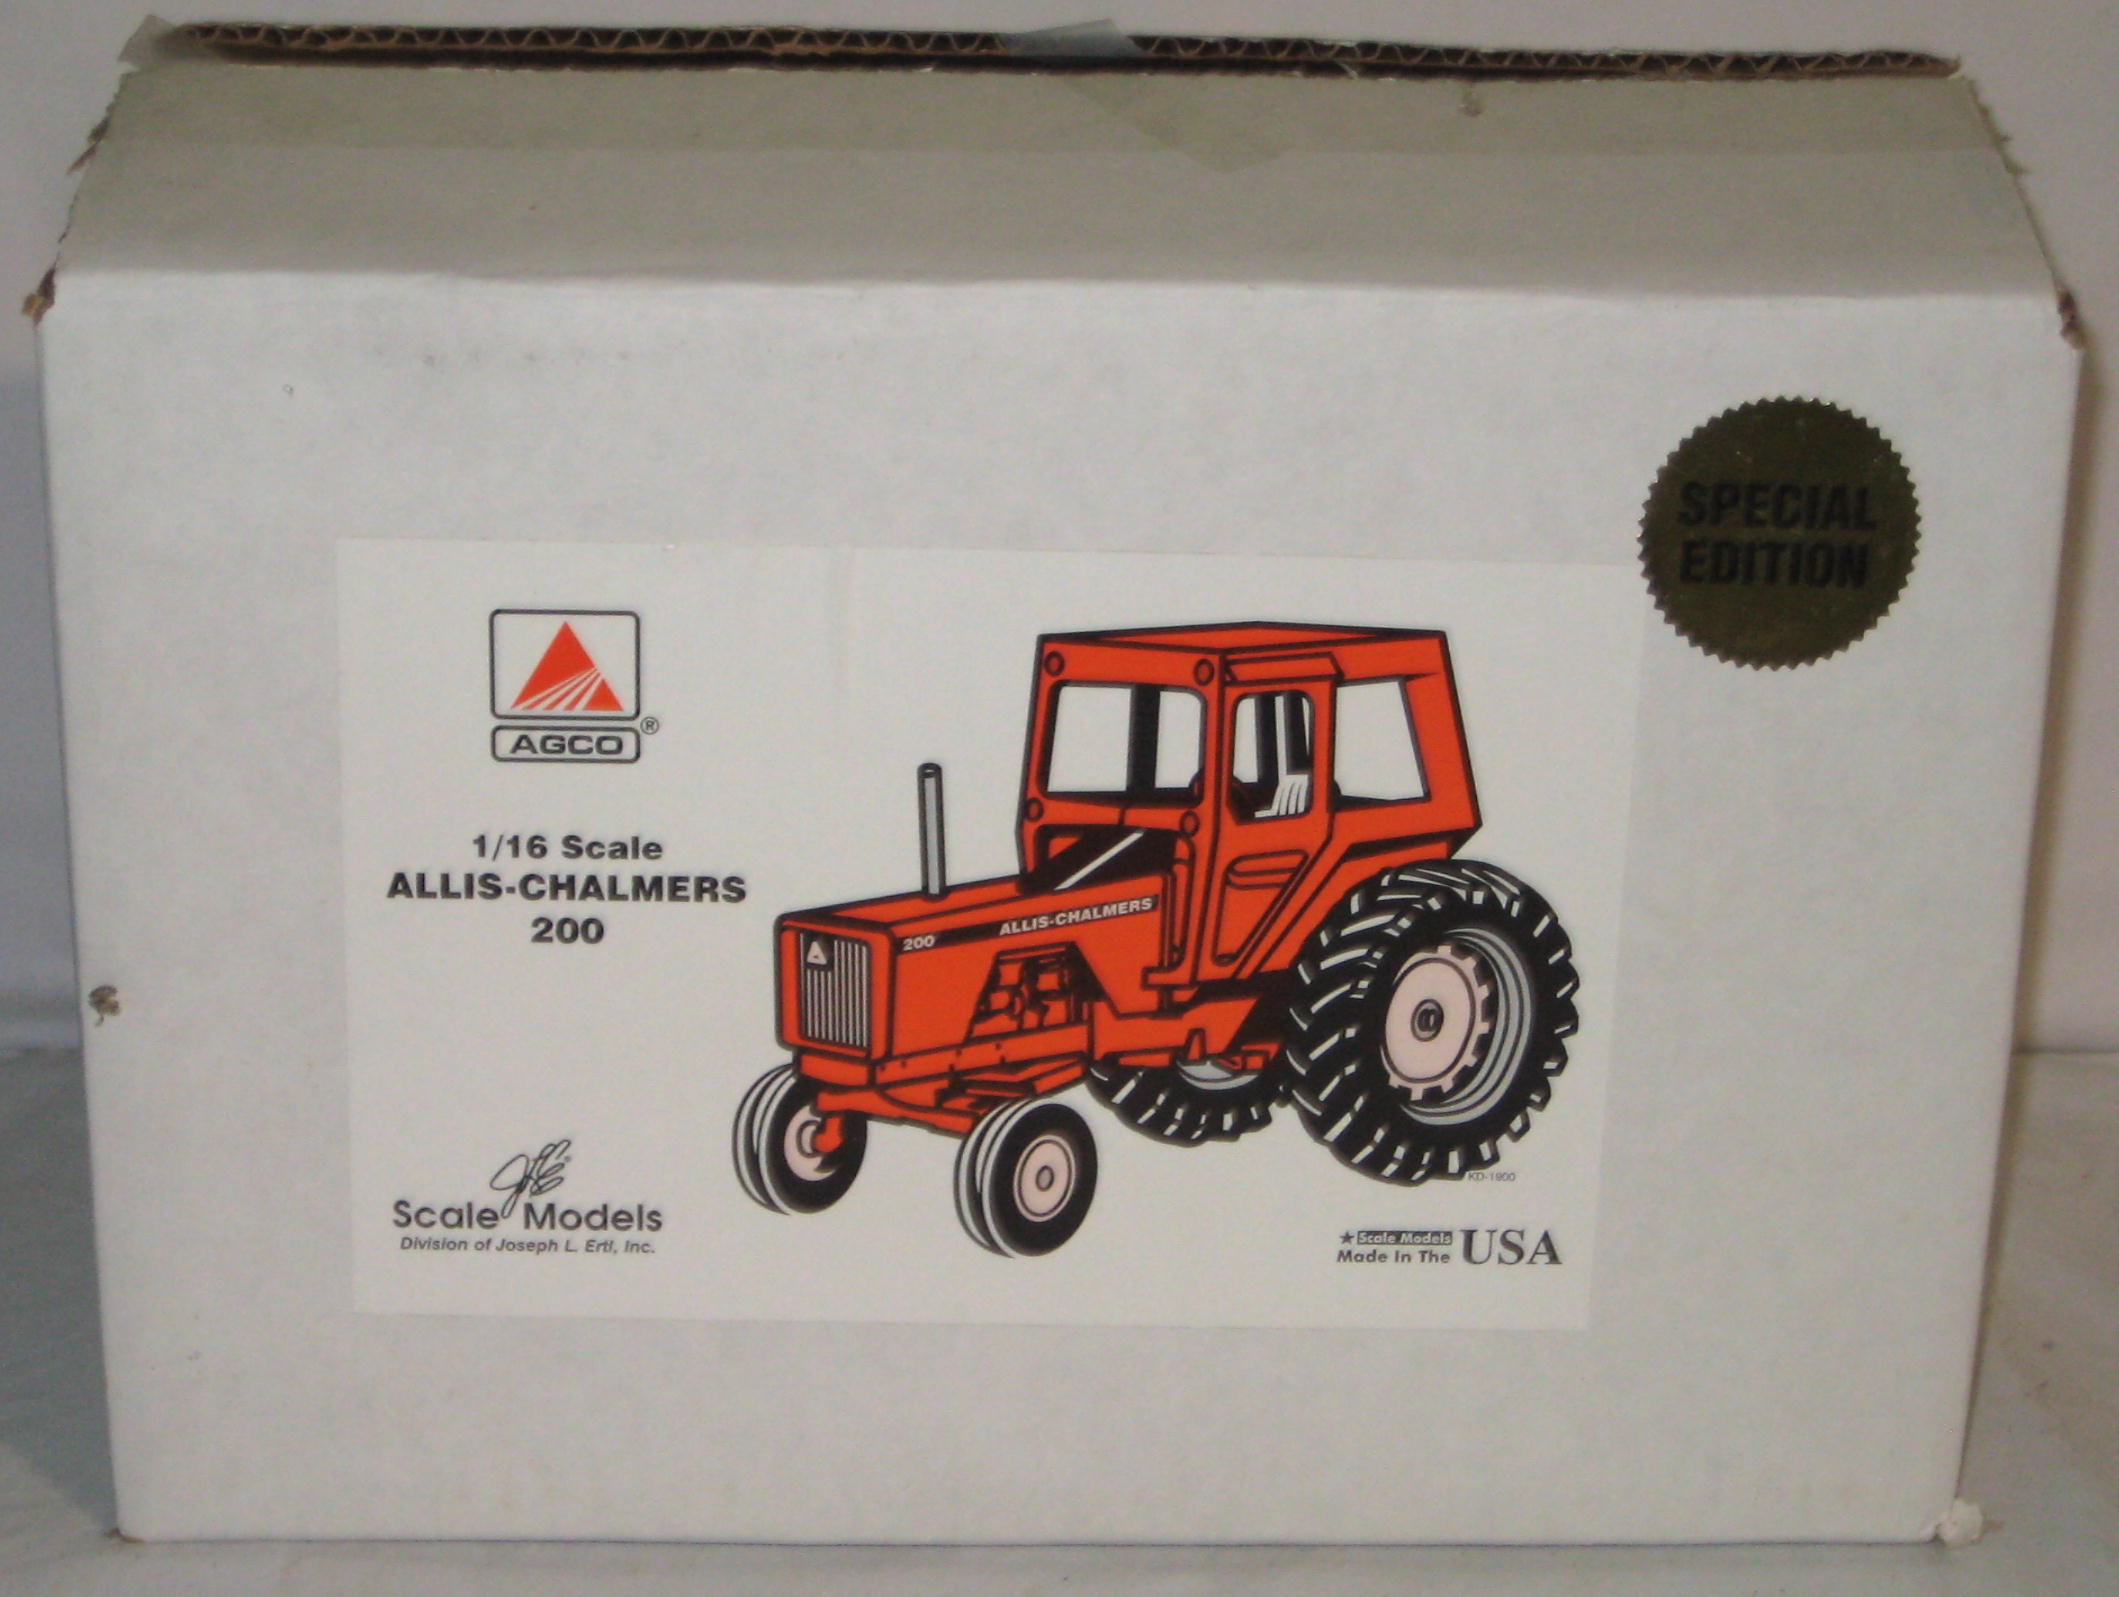 SPECIAL
EDITION
AGCO®
1/16 Scale
ALLIS-CHALMERS
200
200 ALLIS-CHALMERS
KD-1900
Scale Models
Division of Joseph L. Ertl, Inc.
★Scale Models
Made In The USA